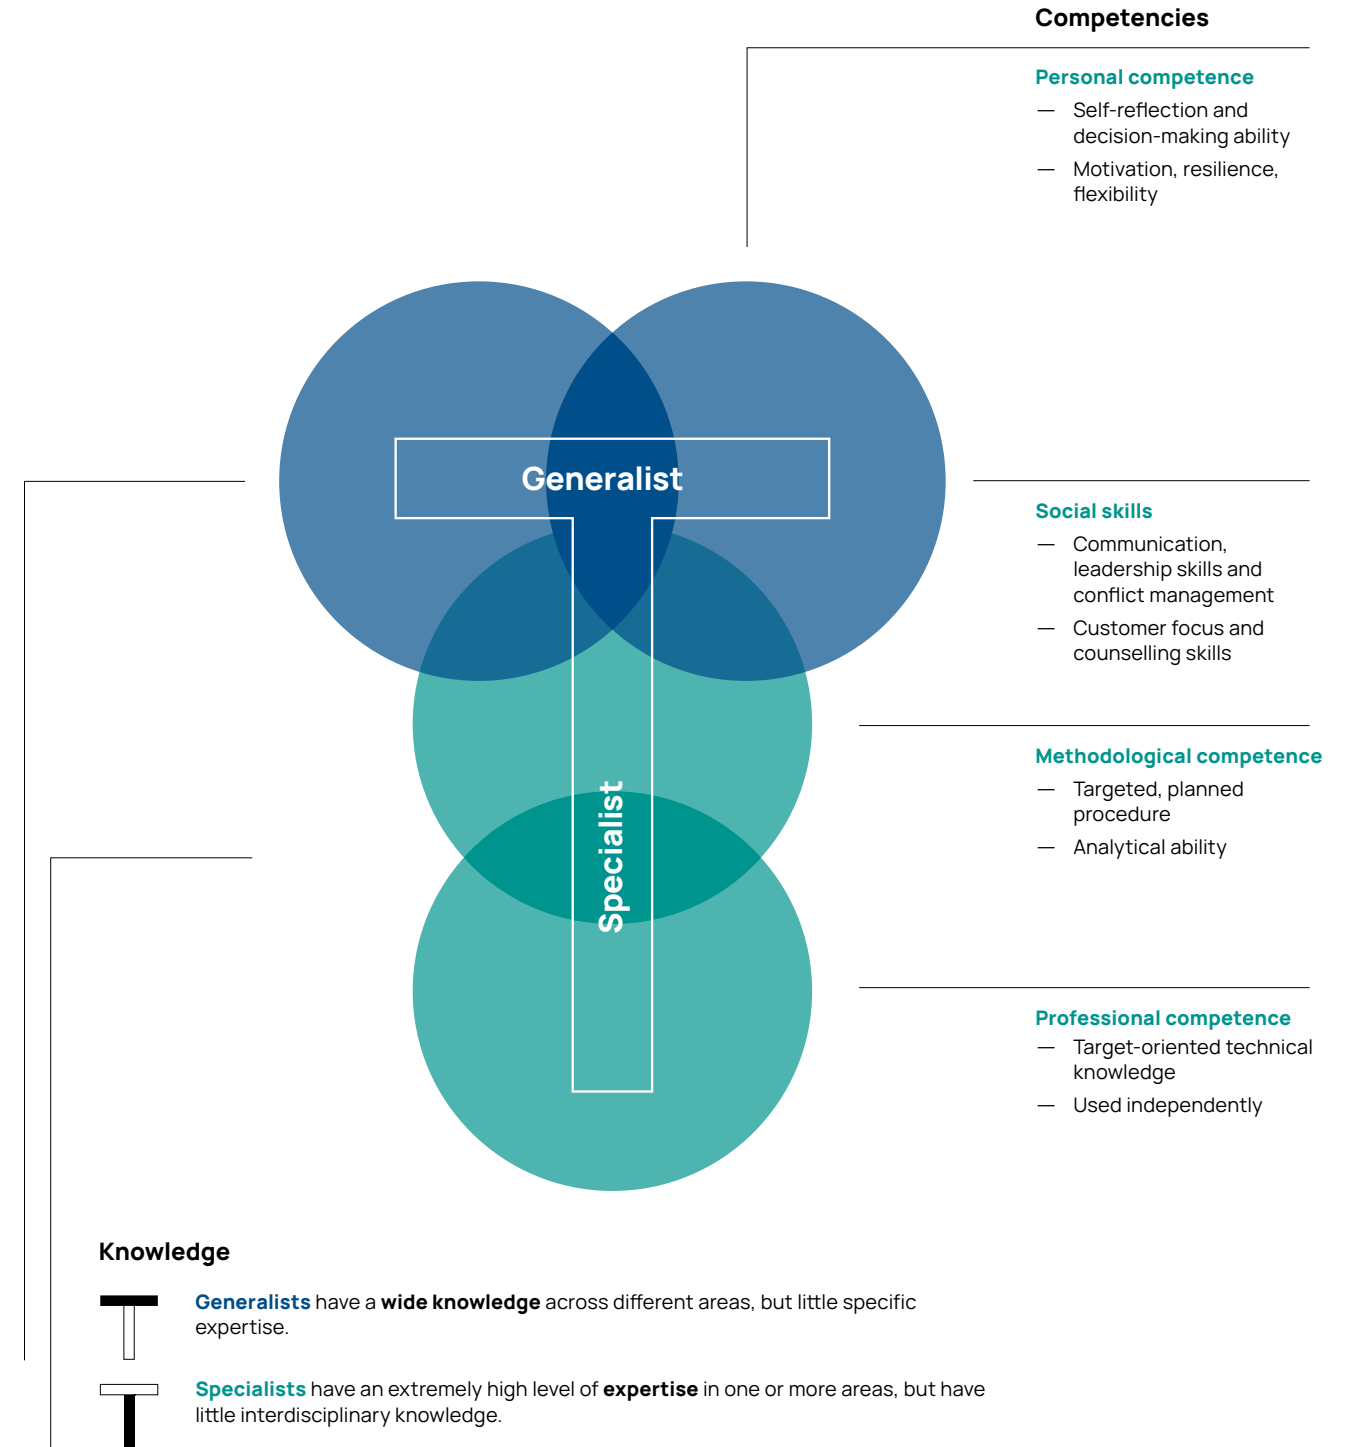 Competencies
Personal competence
— Self-reflection and
decision-making ability
— Motivation, resilience,
flexibility
Generalist
Social skills
— Communication,
leadership skills and
conflict management
— Customer focus and
counselling skills
Methodological competence
— Targeted, planned
procedure
— Analytical ability
Specialist
Professional competence
— Target-oriented technical
knowledge
— Used independently
Knowledge
Generalists have a wide knowledge across different areas, but little specific
expertise.
Specialists have an extremely high level of expertise in one or more areas, but have
little interdisciplinary knowledge.